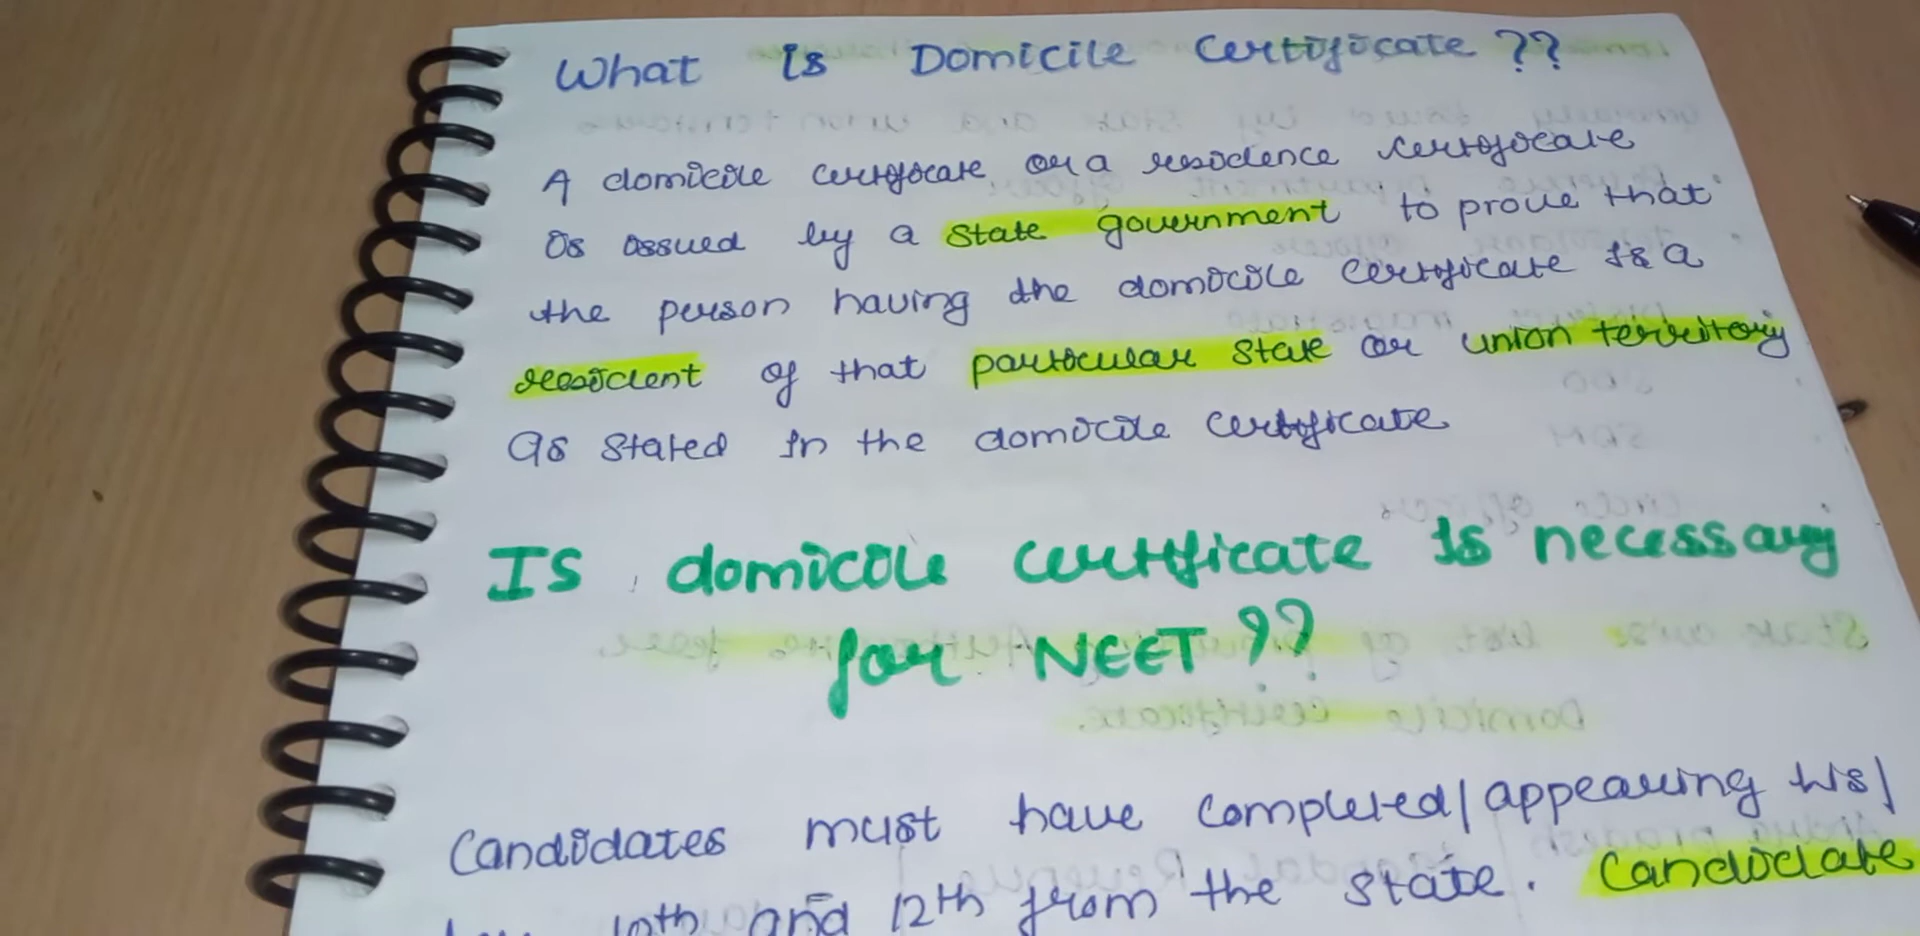 What is Domicile Certificate ??
A domicile certificate or a residence certificate
is issued by a state government to prove that
the person having the domicile certificate is a
resident of that particular state or union territory
as stated in the domicile certificate
Is domicile certificate is necessary
for NEET ??
Candidates must have completed/appearing his/
her 10th and 12th from the state. Candidate